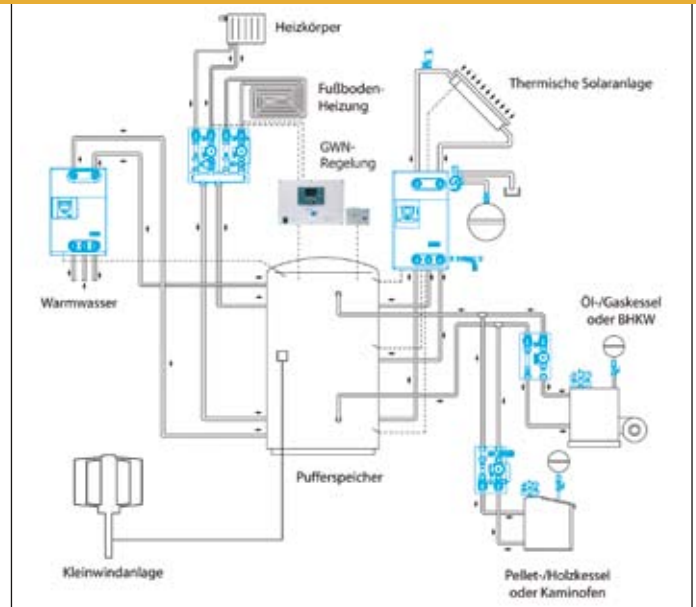 Heizkörper
Fußboden-
Heizung
Thermische Solaranlage
GWN-
Regelung
Warmwasser
Öl-/Gaskessel
oder BHKW
Pufferspeicher
Kleinwindanlage
Pellet-/Holzkessel
oder Kaminofen